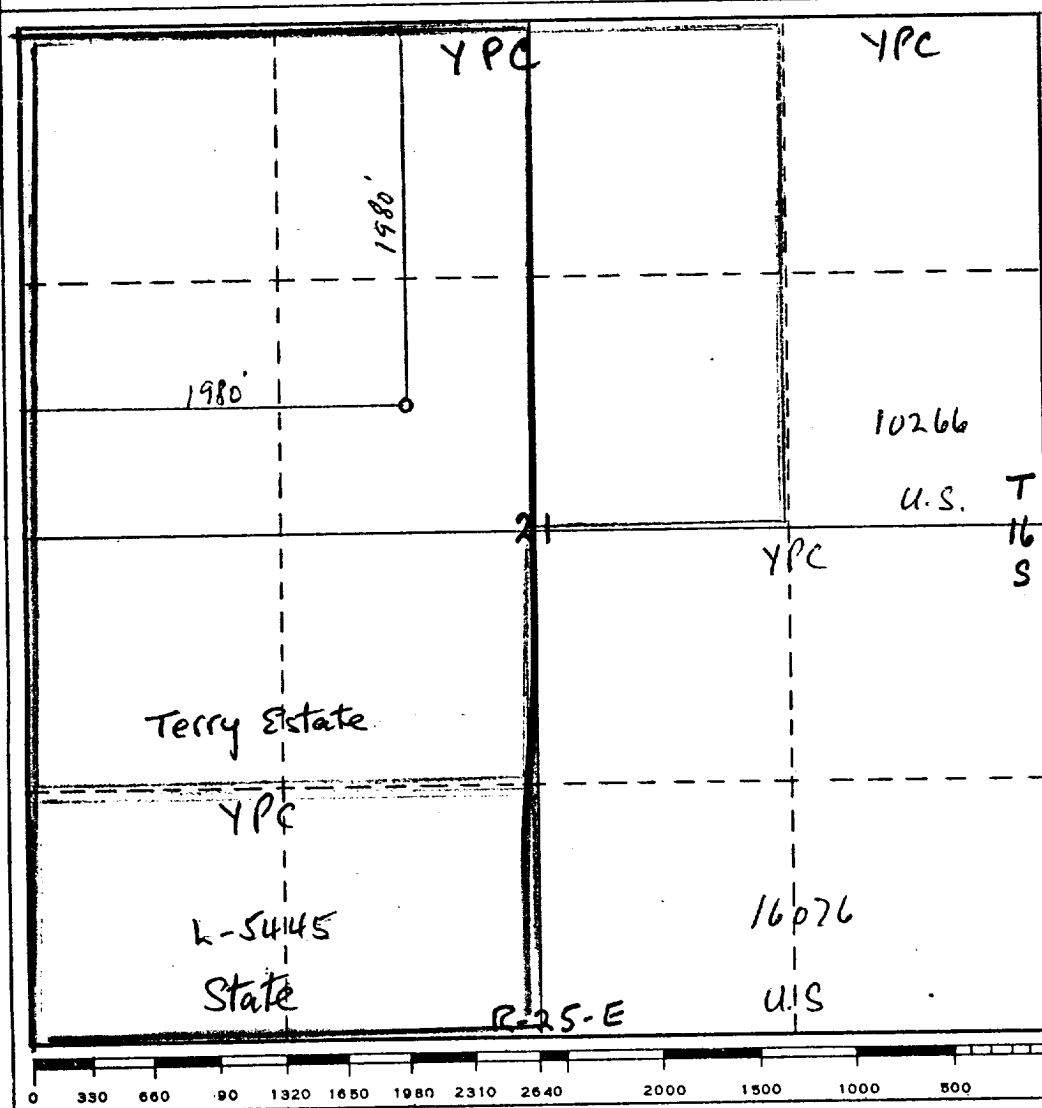 YPC
YPC
1980'
1980'
10266
U.S.
T
16
S
21
YPC
Terry Estate
YPC
L-54145
State
16076
U.S
R-25-E
0 330 660 90 1320 1650 1980 2310 2640 2000 1500 1000 500